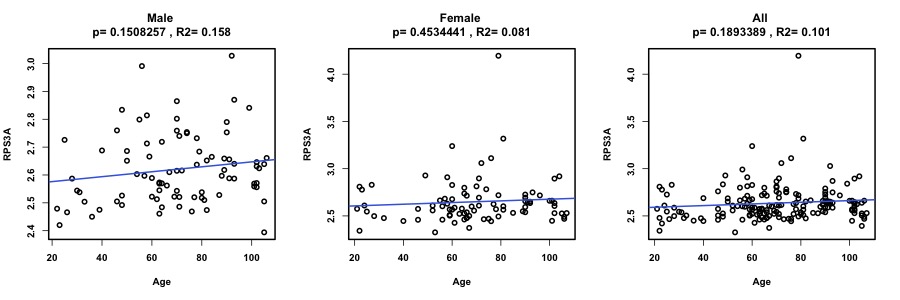 Male
p= 0.1508257 , R2= 0.158
RPS3A
3.0
2.9
2.8
2.7
2.6
2.5
2.4
20 40 60 80 100
Age
Female
p= 0.4534441 , R2= 0.081
RPS3A
4.0
3.5
3.0
2.5
20 40 60 80 100
Age
All
p= 0.1893389 , R2= 0.101
RPS3A
4.0
3.5
3.0
2.5
20 40 60 80 100
Age